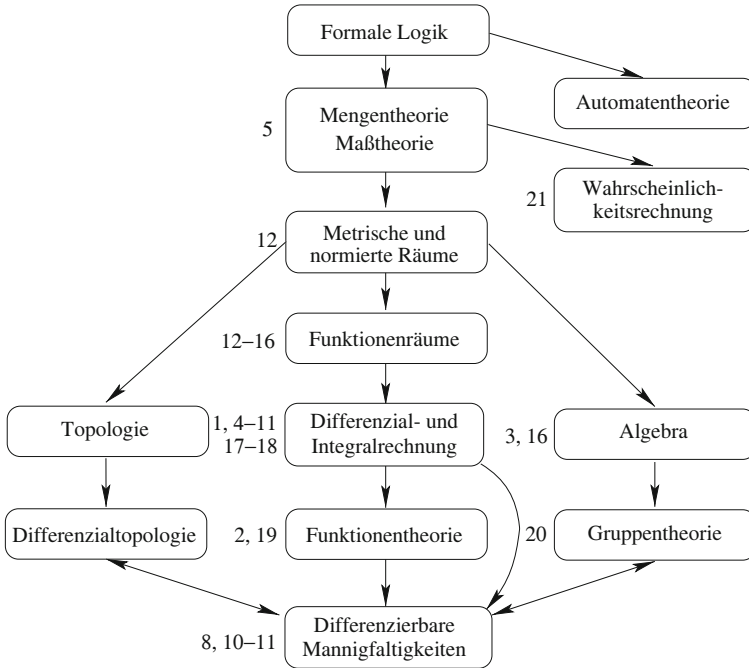 Formale Logik
Automatentheorie
5
Mengentheorie
Maßtheorie
21
Wahrscheinlich-
keitsrechnung
12
Metrische und
normierte Räume
12–16
Funktionenräume
Topologie
1, 4–11
17–18
Differenzial- und
Integralrechnung
3, 16
Algebra
Differenzialtopologie
2, 19
Funktionentheorie
20
Gruppentheorie
8, 10–11
Differenzierbare
Mannigfaltigkeiten